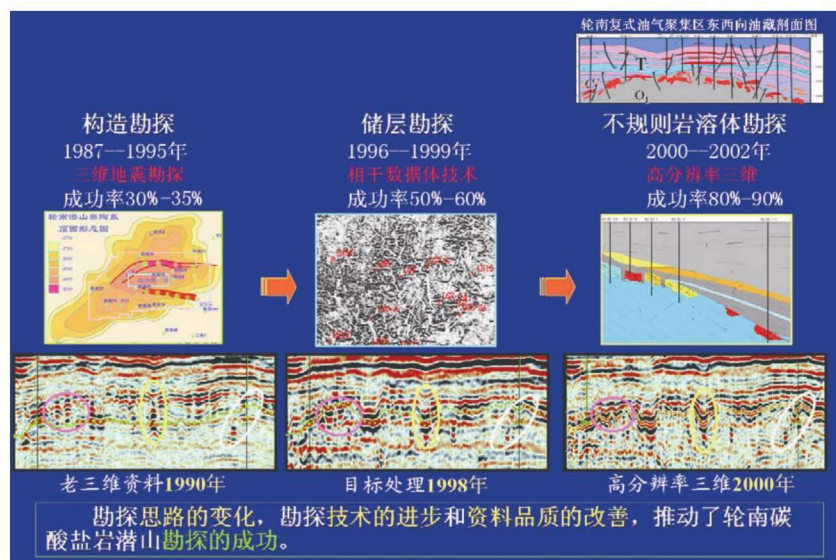 轮南复式油气聚集区东西向油藏剖面图
T
C
O₁
构造勘探
1987--1995年
三维地震勘探
成功率30%-35%
储层勘探
1996--1999年
相干数据体技术
成功率50%-60%
不规则岩溶体勘探
2000--2002年
高分辨率三维
成功率80%-90%
轮南潜山奥陶系
顶面形态图
老三维资料1990年
目标处理1998年
高分辨率三维2000年
勘探思路的变化，勘探技术的进步和资料品质的改善，推动了轮南碳
酸盐岩潜山勘探的成功。